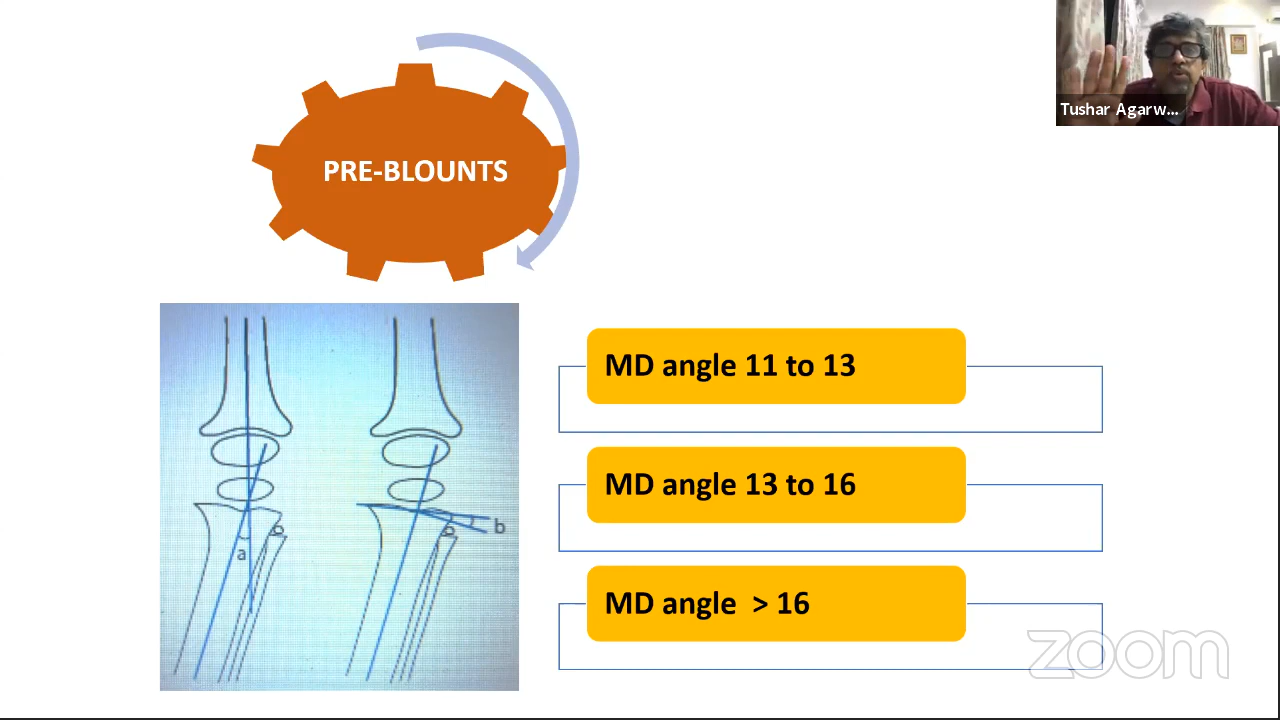 Tushar Agarw...
PRE-BLOUNTS
a
b
MD angle 11 to 13
MD angle 13 to 16
MD angle > 16
zoom